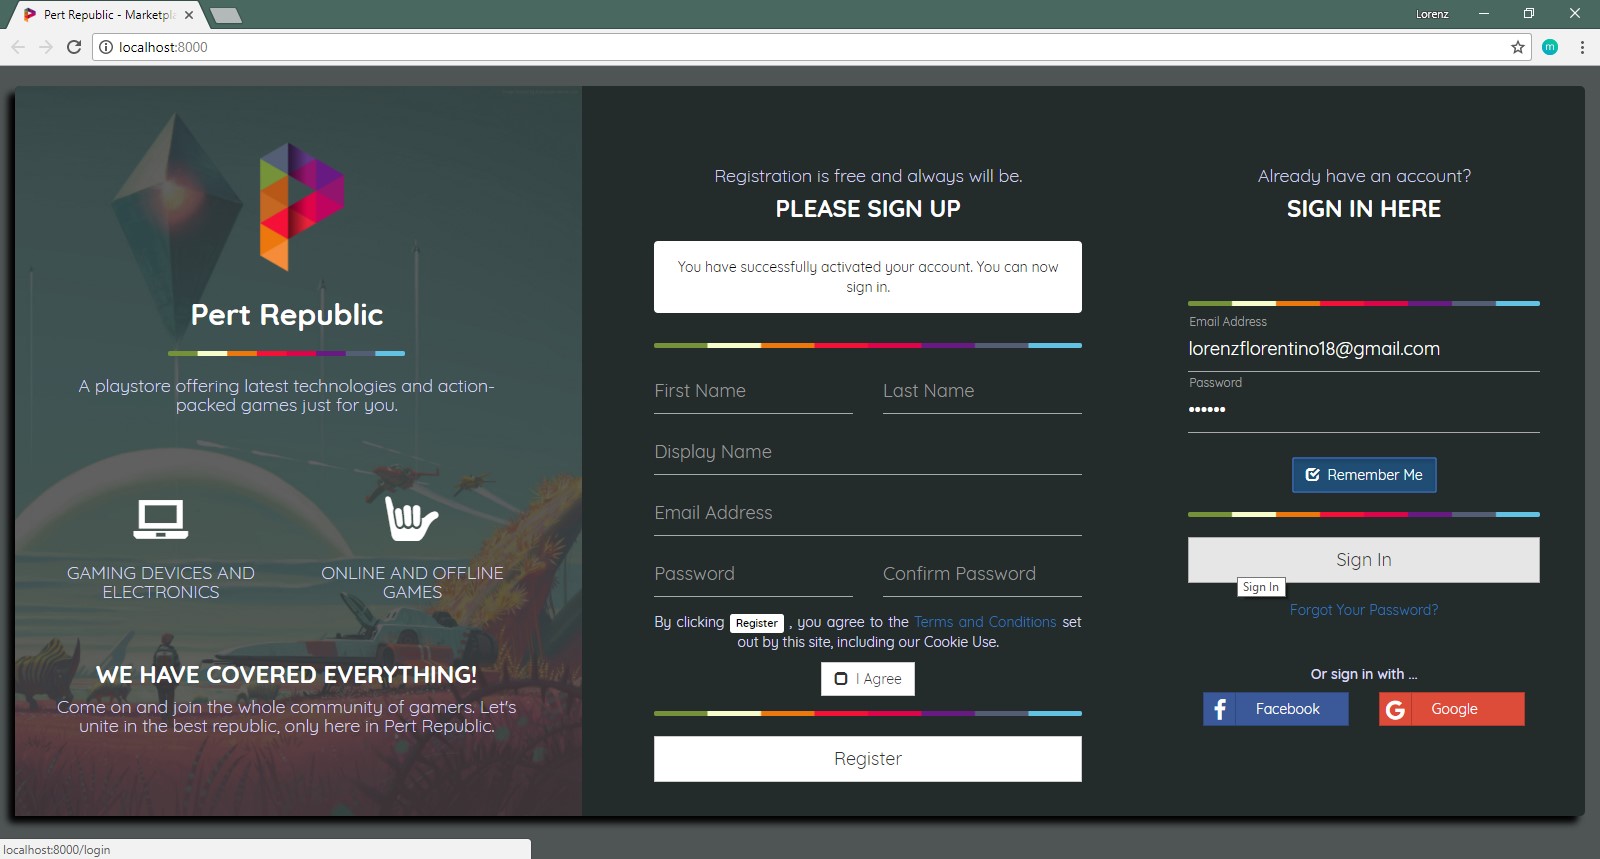 Pert Republic - Marketpla
Lorenz
localhost:8000
m
Pert Republic
A playstore offering latest technologies and action-
packed games just for you.
GAMING DEVICES AND
ELECTRONICS
ONLINE AND OFFLINE
GAMES
WE HAVE COVERED EVERYTHING!
Come on and join the whole community of gamers. Let's
unite in the best republic, only here in Pert Republic.
Registration is free and always will be.
PLEASE SIGN UP
You have successfully activated your account. You can now
sign in.
First Name
Last Name
Display Name
Email Address
Password
Confirm Password
By clicking Register , you agree to the Terms and Conditions set
out by this site, including our Cookie Use.
I Agree
Register
Already have an account?
SIGN IN HERE
Email Address
lorenzflorentino18@gmail.com
Password
••••••
Remember Me
Sign In
Sign In
Forgot Your Password?
Or sign in with ...
Facebook
Google
localhost:8000/login